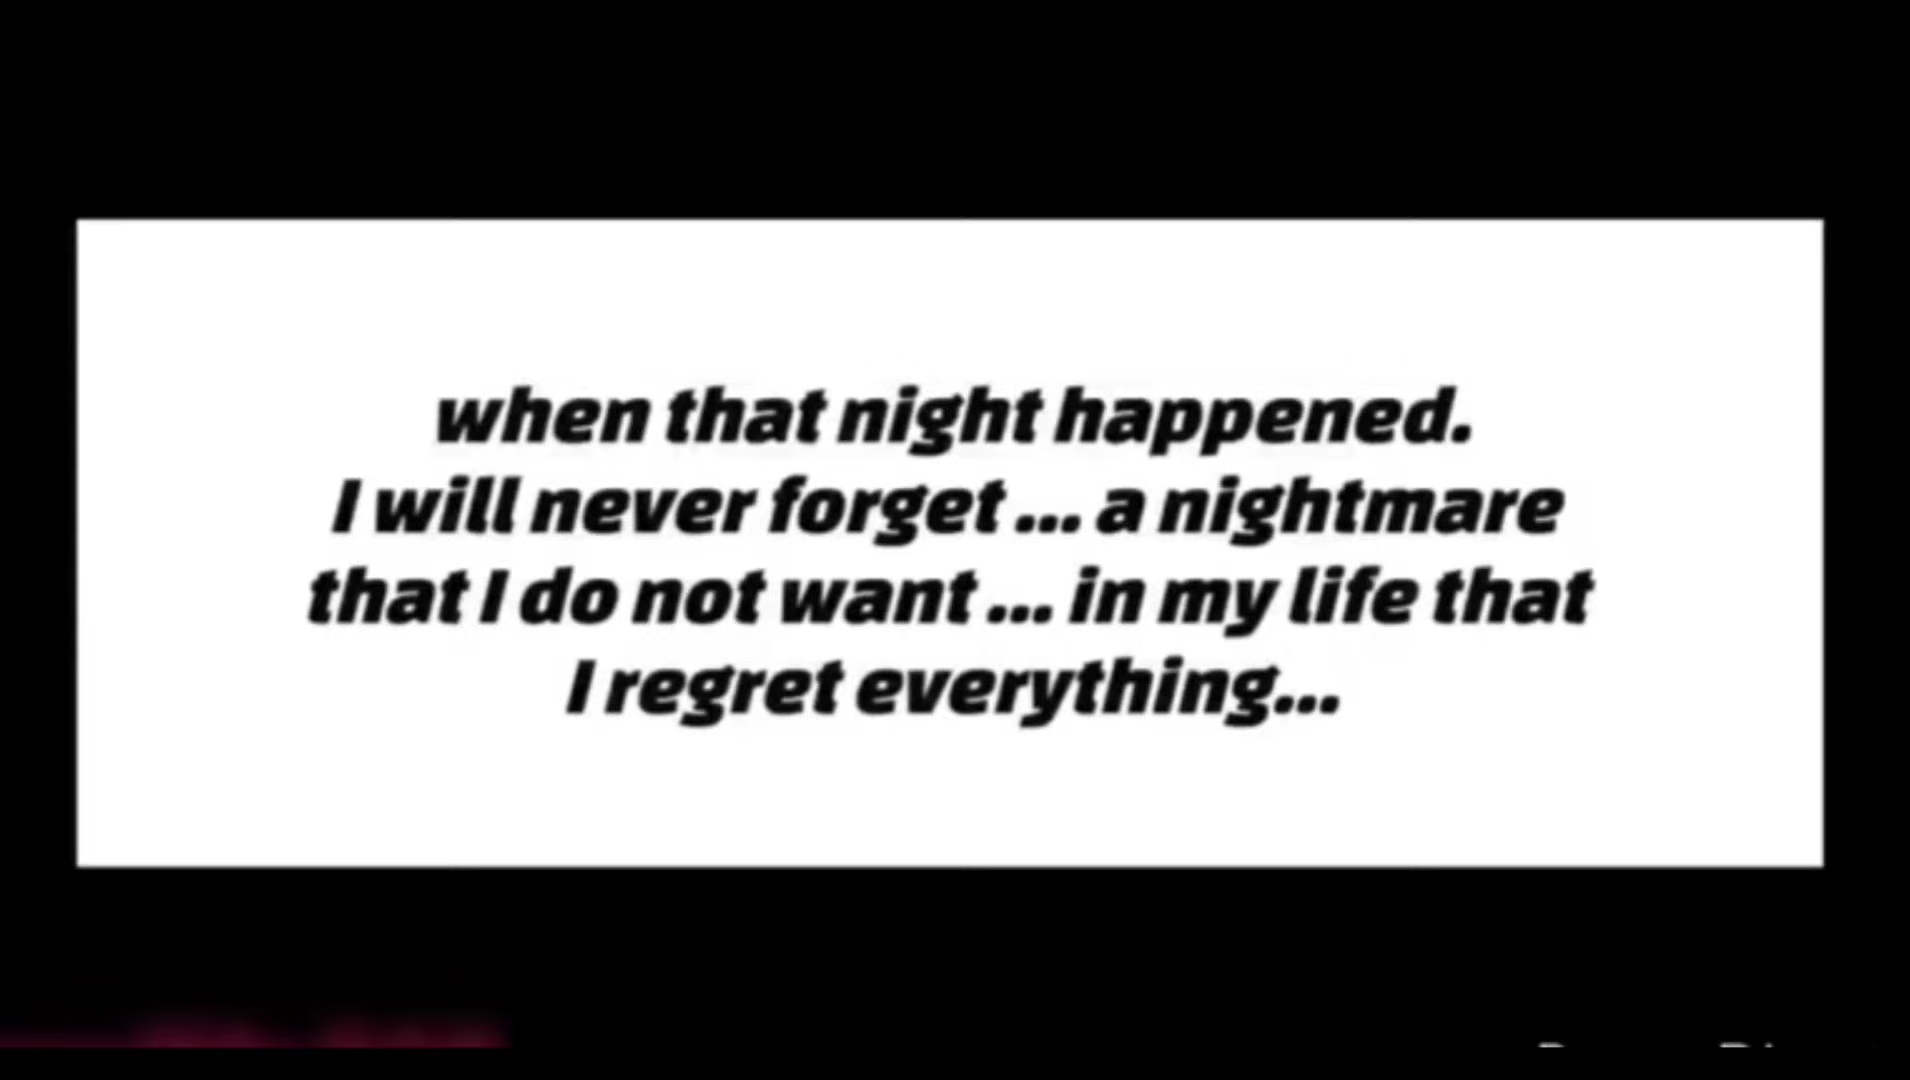 when that night happened.
I will never forget ... a nightmare
that I do not want ... in my life that
I regret everything...